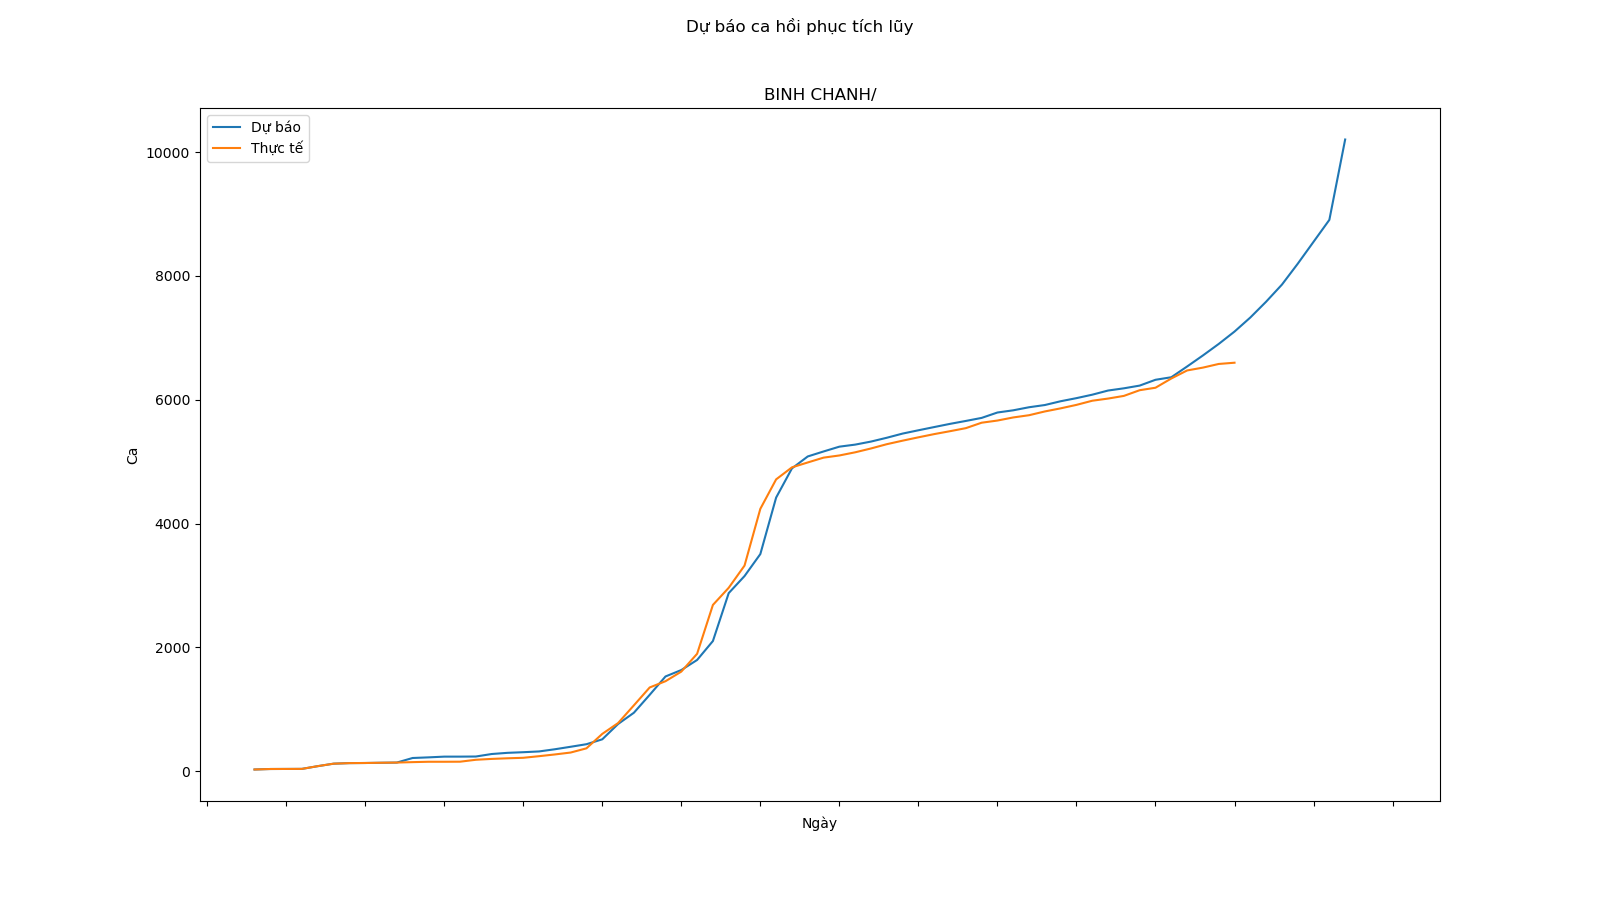 Dự báo ca hồi phục tích lũy
BINH CHANH/
Dự báo
Thực tế
10000
8000
6000
4000
2000
0
Ca
Ngày